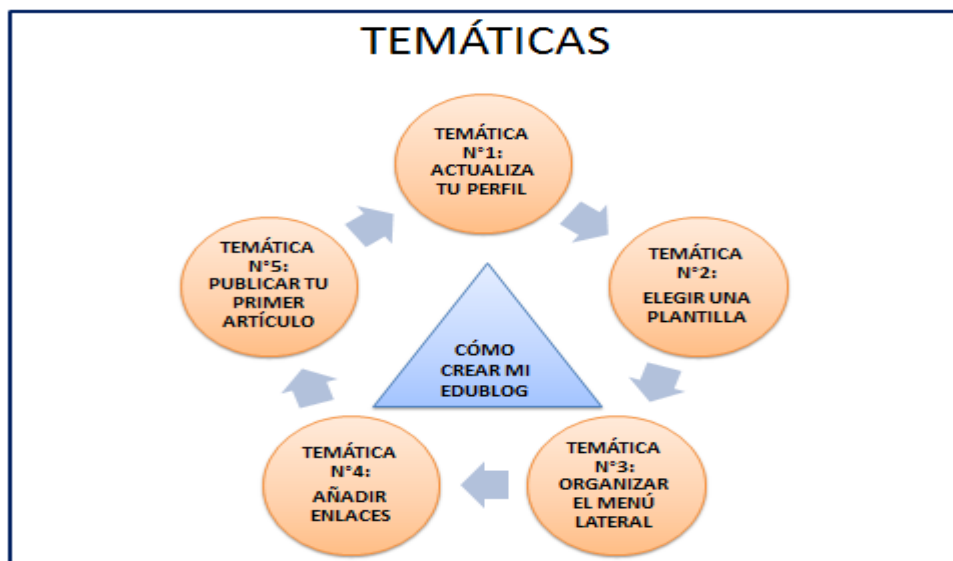 TEMÁTICAS
TEMÁTICA
N°1:
ACTUALIZA
TU PERFIL
TEMÁTICA
N°2:
ELEGIR UNA
PLANTILLA
TEMÁTICA
N°3:
ORGANIZAR
EL MENÚ
LATERAL
TEMÁTICA
N°4:
AÑADIR
ENLACES
TEMÁTICA
N°5:
PUBLICAR TU
PRIMER
ARTÍCULO
CÓMO
CREAR MI
EDUBLOG